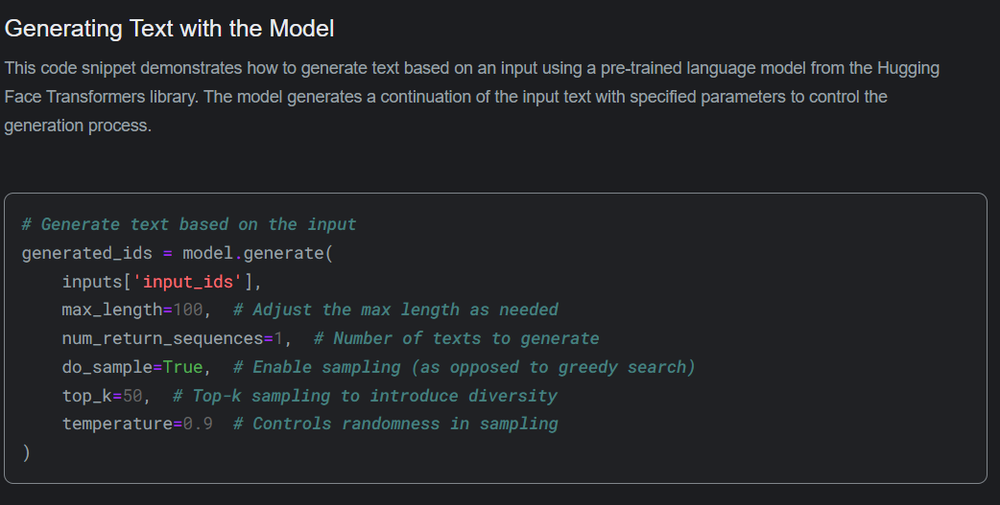 Generating Text with the Model
This code snippet demonstrates how to generate text based on an input using a pre-trained language model from the Hugging
Face Transformers library. The model generates a continuation of the input text with specified parameters to control the
generation process.
# Generate text based on the input
generated_ids = model.generate(
    inputs['input_ids'],
    max_length=100,  # Adjust the max length as needed
    num_return_sequences=1,  # Number of texts to generate
    do_sample=True,  # Enable sampling (as opposed to greedy search)
    top_k=50,  # Top-k sampling to introduce diversity
    temperature=0.9  # Controls randomness in sampling
)